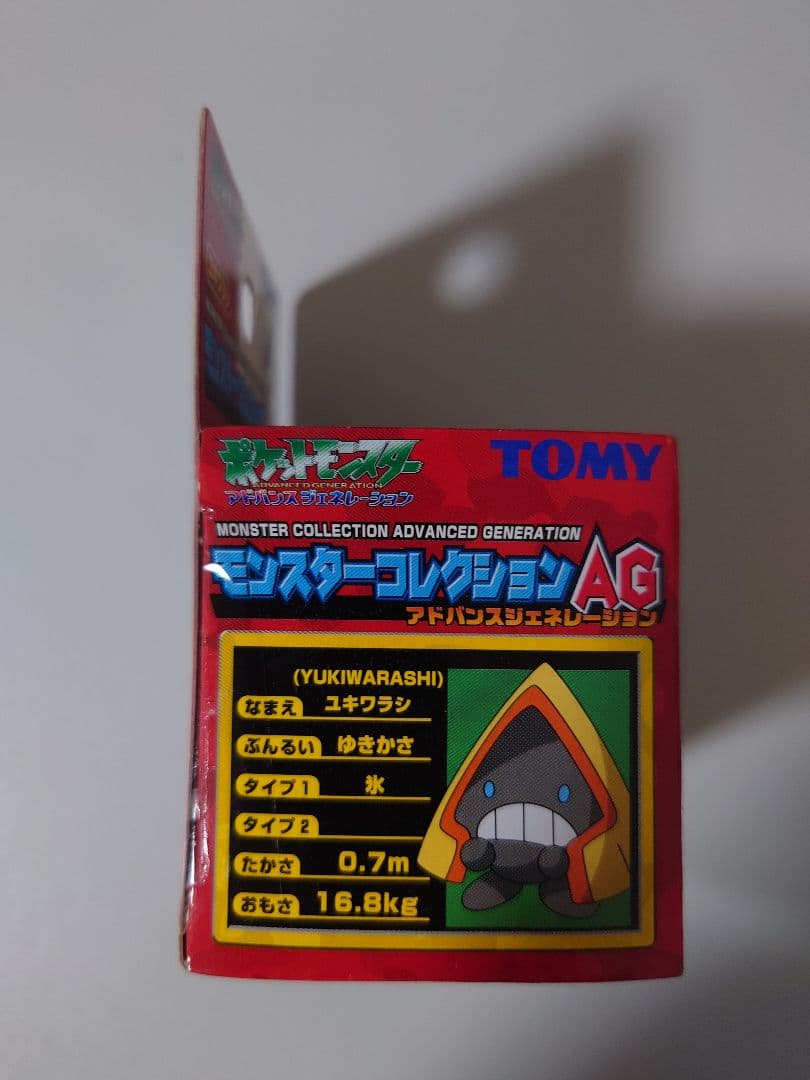 ポケットモンスター
ADVANCED GENERATION
アドバンスジェネレーション
TOMY
MONSTER COLLECTION ADVANCED GENERATION
モンスターコレクションAG
アドバンスジェネレーション
(YUKIWARASHI)
なまえ ユキワラシ
ぶんるい ゆきかさ
タイプ1 氷
タイプ2
たかさ 0.7m
おもさ 16.8kg